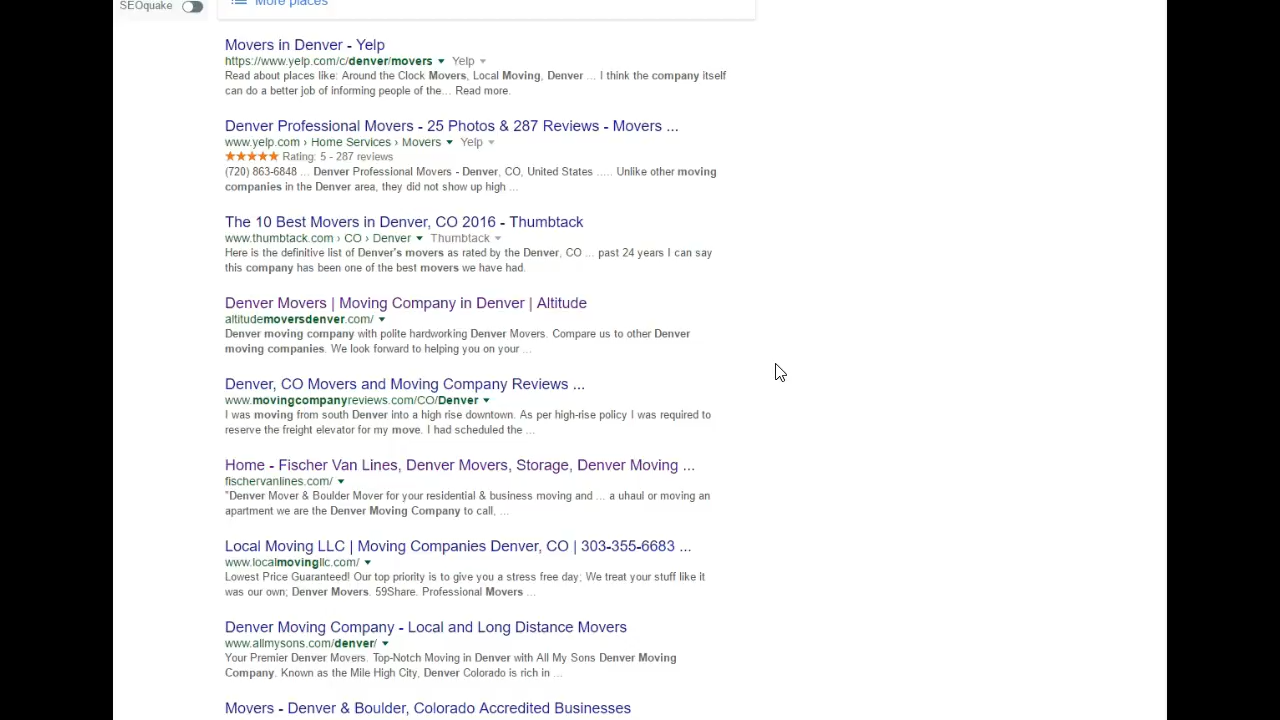 SEOquake
More places
Movers in Denver - Yelp
https://www.yelp.com/c/denver/movers ▼ Yelp ▼
Read about places like: Around the Clock Movers, Local Moving, Denver ... I think the company itself
can do a better job of informing people of the... Read more.
Denver Professional Movers - 25 Photos & 287 Reviews - Movers ...
www.yelp.com › Home Services › Movers ▼ Yelp ▼
★★★★★ Rating: 5 - 287 reviews
(720) 863-6848 ... Denver Professional Movers - Denver, CO, United States ..... Unlike other moving
companies in the Denver area, they did not show up high ...
The 10 Best Movers in Denver, CO 2016 - Thumbtack
www.thumbtack.com › CO › Denver ▼ Thumbtack ▼
Here is the definitive list of Denver's movers as rated by the Denver, CO ... past 24 years I can say
this company has been one of the best movers we have had.
Denver Movers | Moving Company in Denver | Altitude
altitudemoversdenver.com/ ▼
Denver moving company with polite hardworking Denver Movers. Compare us to other Denver
moving companies. We look forward to helping you on your ...
Denver, CO Movers and Moving Company Reviews ...
www.movingcompanyreviews.com/CO/Denver ▼
I was moving from south Denver into a high rise downtown. As per high-rise policy I was required to
reserve the freight elevator for my move. I had scheduled the ...
Home - Fischer Van Lines, Denver Movers, Storage, Denver Moving ...
fischervanlines.com/ ▼
"Denver Mover & Boulder Mover for your residential & business moving and ... a uhaul or moving an
apartment we are the Denver Moving Company to call, ...
Local Moving LLC | Moving Companies Denver, CO | 303-355-6683 ...
www.localmovingllc.com/ ▼
Lowest Price Guaranteed! Our top priority is to give you a stress free day; We treat your stuff like it
was our own; Denver Movers. 59Share. Professional Movers ...
Denver Moving Company - Local and Long Distance Movers
www.allmysons.com/denver/ ▼
Your Premier Denver Movers. Top-Notch Moving in Denver with All My Sons Denver Moving
Company. Known as the Mile High City, Denver Colorado is rich in ...
Movers - Denver & Boulder, Colorado Accredited Businesses